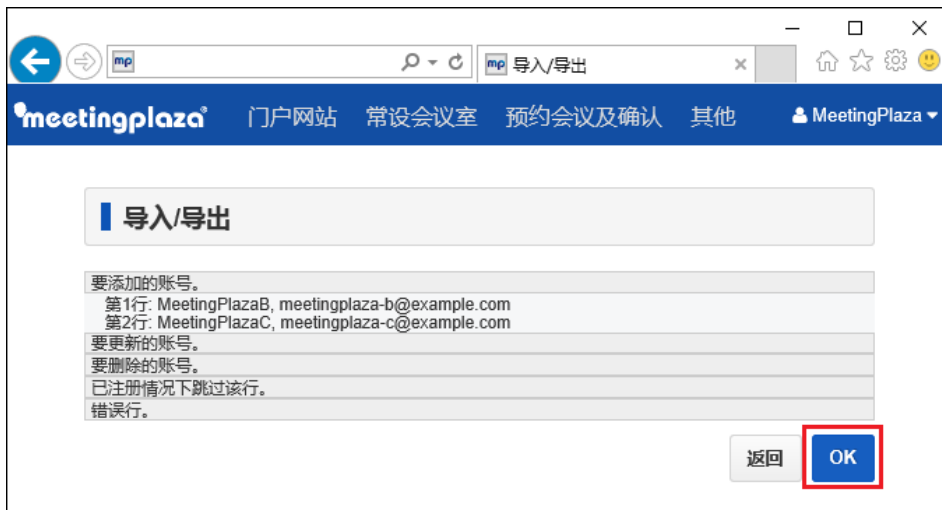 mp
mp 导入/导出
meetingplaza 门户网站 常设会议室 预约会议及确认 其他 MeetingPlaza
导入/导出
要添加的账号。
第1行: MeetingPlazaB, meetingplaza-b@example.com
第2行: MeetingPlazaC, meetingplaza-c@example.com
要更新的账号。
要删除的账号。
已注册情况下跳过该行。
错误行。
返回 OK